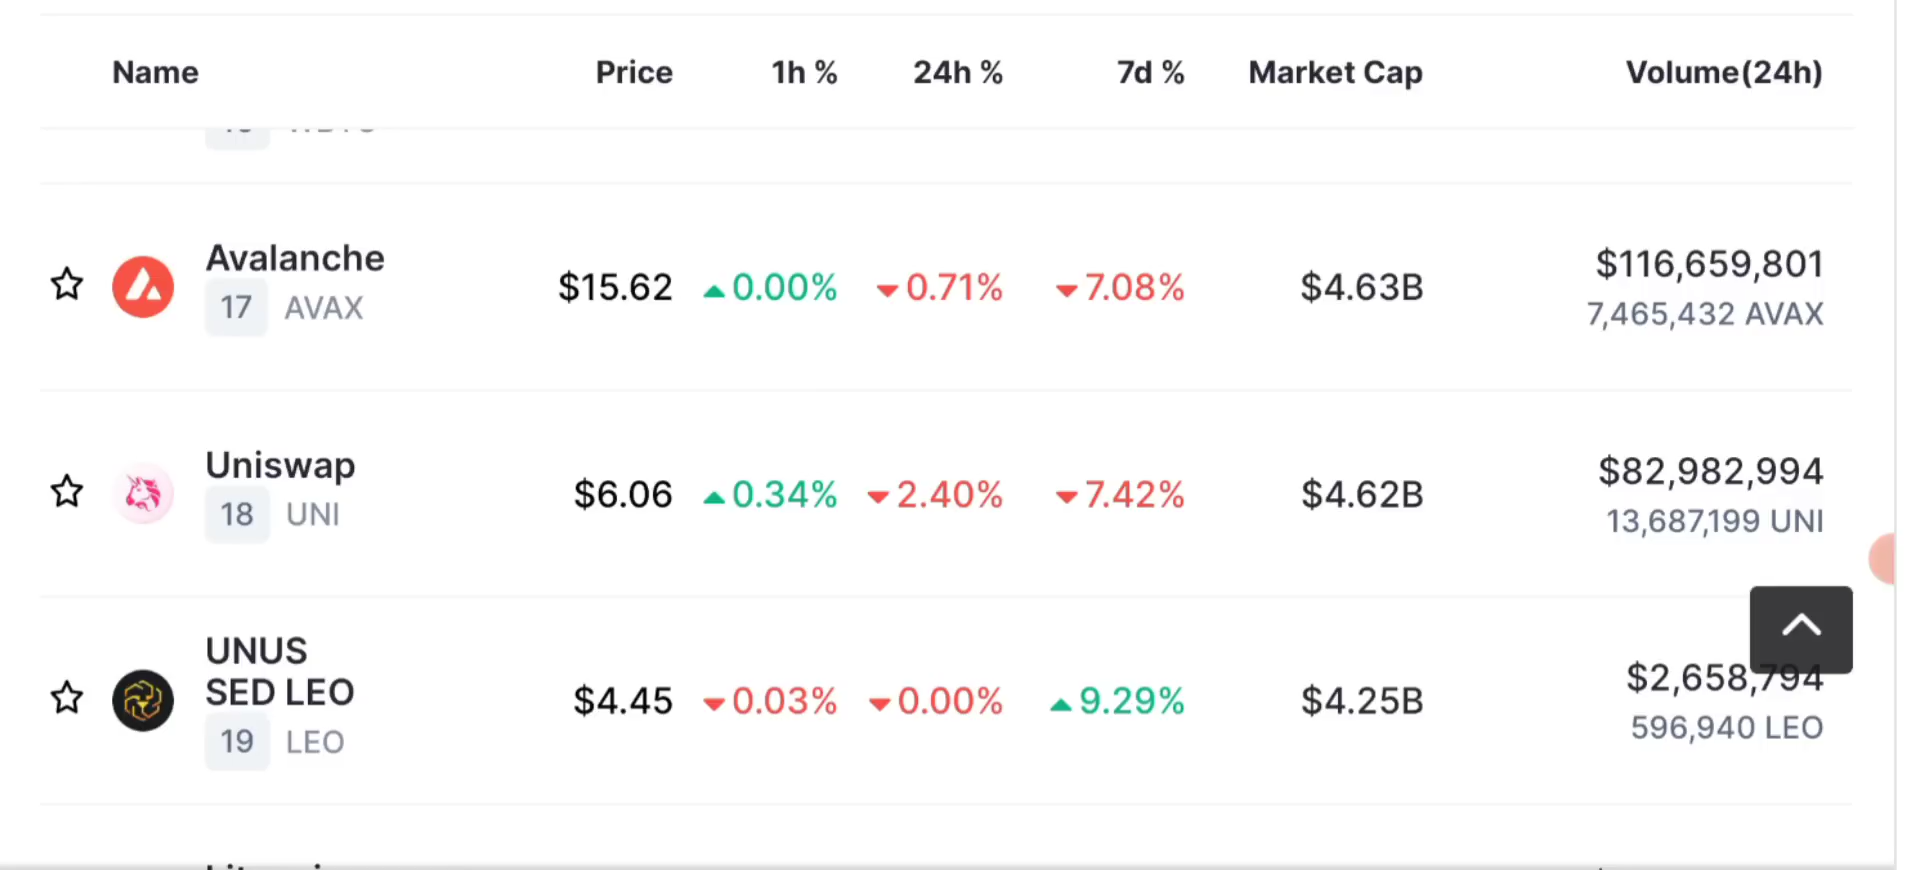 Name Price 1h % 24h % 7d % Market Cap Volume(24h)
Avalanche
17 AVAX
$15.62 0.00% 0.71% 7.08% $4.63B
$116,659,801
7,465,432 AVAX
Uniswap
18 UNI
$6.06 0.34% 2.40% 7.42% $4.62B
$82,982,994
13,687,199 UNI
UNUS
SED LEO
19 LEO
$4.45 0.03% 0.00% 9.29% $4.25B
$2,658,794
596,940 LEO